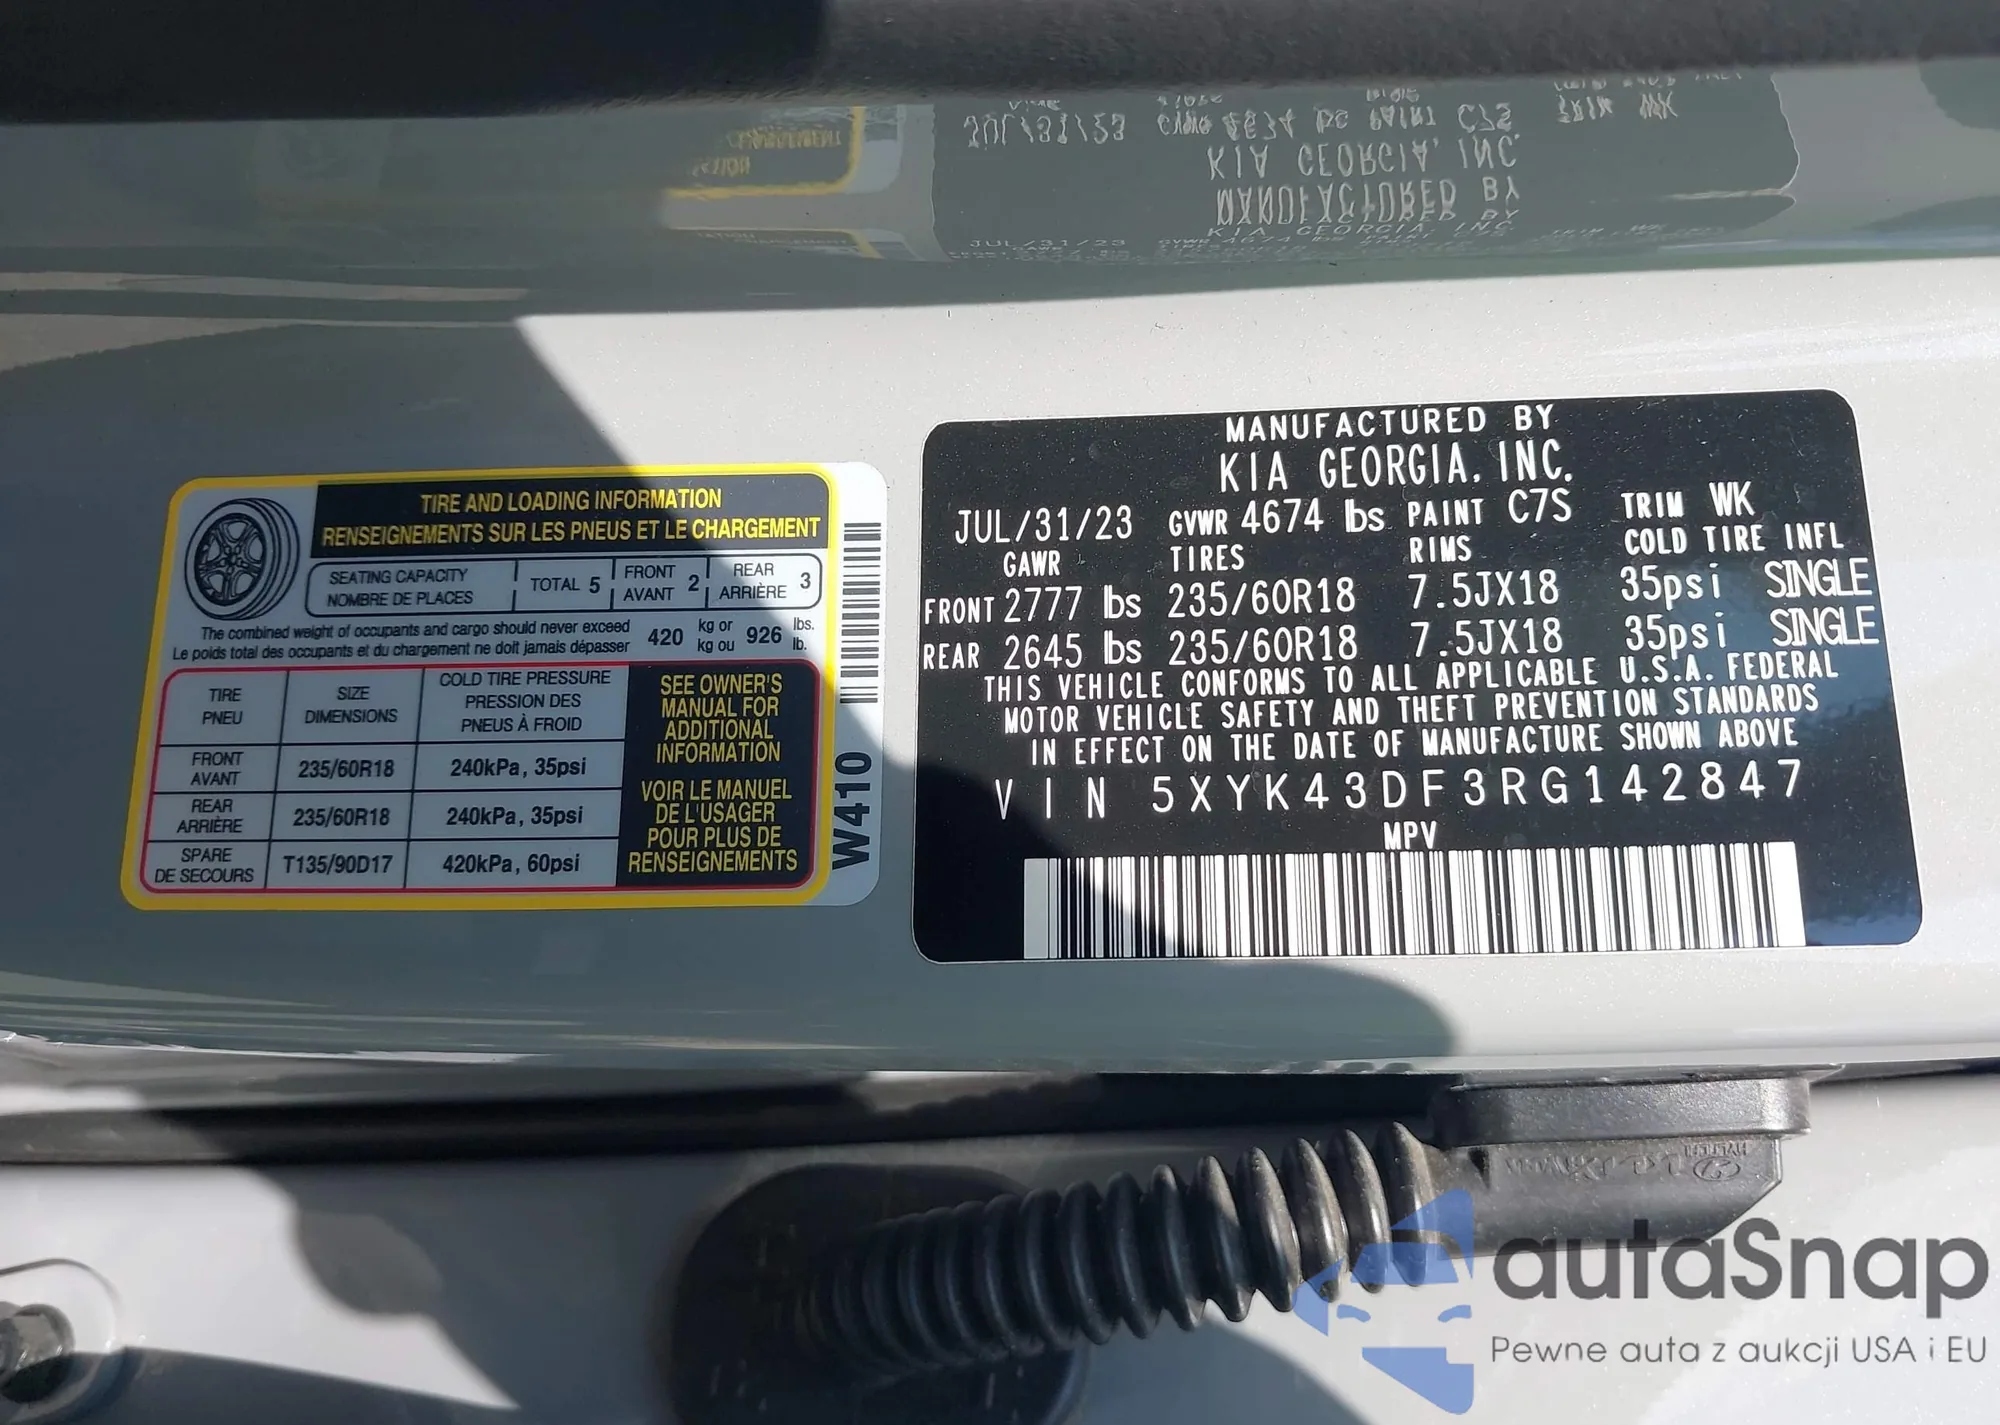 TIRE AND LOADING INFORMATION
RENSEIGNEMENTS SUR LES PNEUS ET LE CHARGEMENT
SEATING CAPACITY
NOMBRE DE PLACES
TOTAL 5
FRONT
AVANT 2
REAR
ARRIÈRE 3
The combined weight of occupants and cargo should never exceed 420 kg or 926 lbs.
Le poids total des occupants et du chargement ne doit jamais dépasser kg ou lb.
TIRE
PNEU
SIZE
DIMENSIONS
COLD TIRE PRESSURE
PRESSION DES
PNEUS À FROID
FRONT
AVANT
235/60R18
240kPa, 35psi
REAR
ARRIÈRE
235/60R18
240kPa, 35psi
SPARE
DE SECOURS
T135/90D17
420kPa, 60psi
SEE OWNER'S
MANUAL FOR
ADDITIONAL
INFORMATION
VOIR LE MANUEL
DE L'USAGER
POUR PLUS DE
RENSEIGNEMENTS
W410
MANUFACTURED BY
KIA GEORGIA, INC.
JUL/31/23 GVWR 4674 lbs PAINT C7S TRIM WK
GAWR TIRES RIMS COLD TIRE INFL
FRONT 2777 lbs 235/60R18 7.5JX18 35psi SINGLE
REAR 2645 lbs 235/60R18 7.5JX18 35psi SINGLE
THIS VEHICLE CONFORMS TO ALL APPLICABLE U.S.A. FEDERAL
MOTOR VEHICLE SAFETY AND THEFT PREVENTION STANDARDS
IN EFFECT ON THE DATE OF MANUFACTURE SHOWN ABOVE
VIN 5XYK43DF3RG142847
MPV
autaSnap
Pewne auta z aukcji USA i EU